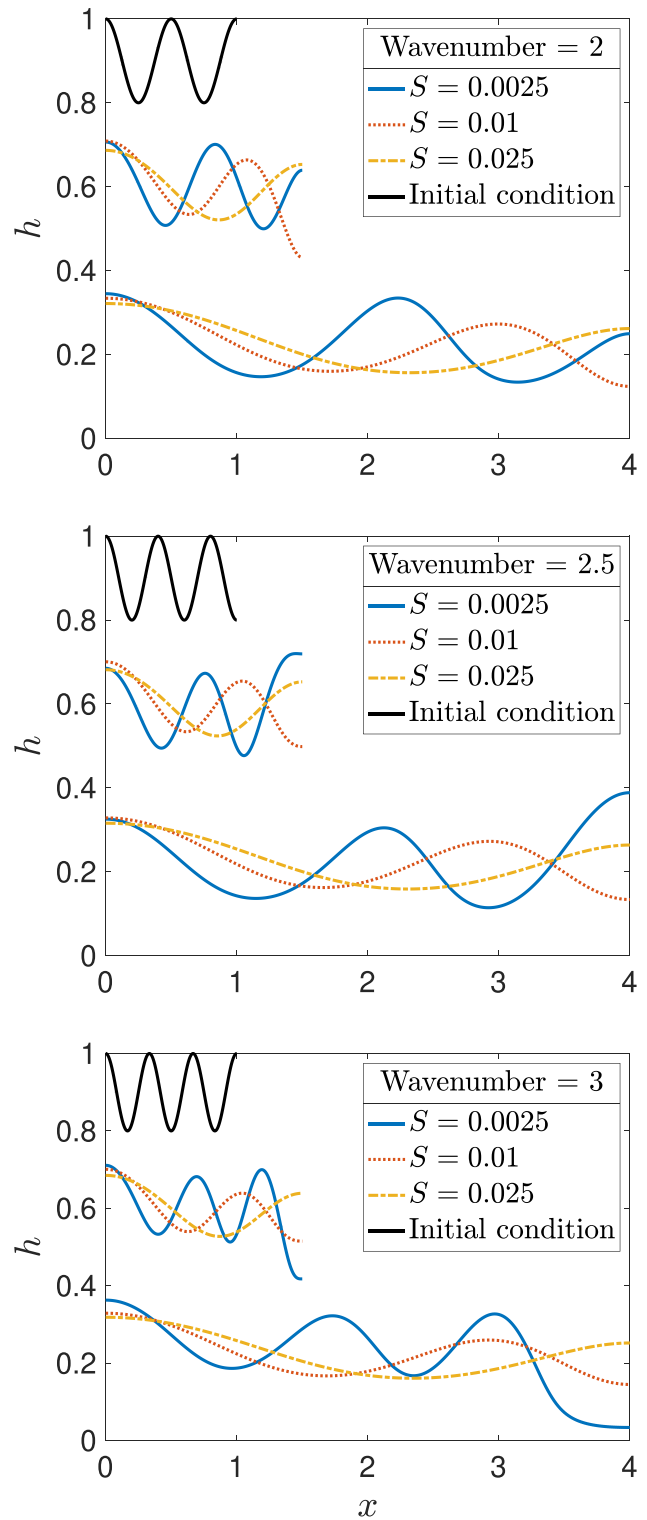 1
Wavenumber = 2
S = 0.0025
0.8
S = 0.01
S = 0.025
Initial condition
0.6
h
0.4
0.2
0
0 1 2 3 4
1
Wavenumber = 2.5
S = 0.0025
0.8
S = 0.01
S = 0.025
Initial condition
0.6
h
0.4
0.2
0
0 1 2 3 4
1
Wavenumber = 3
S = 0.0025
0.8
S = 0.01
S = 0.025
Initial condition
0.6
h
0.4
0.2
0
0 1 2 3 4
x